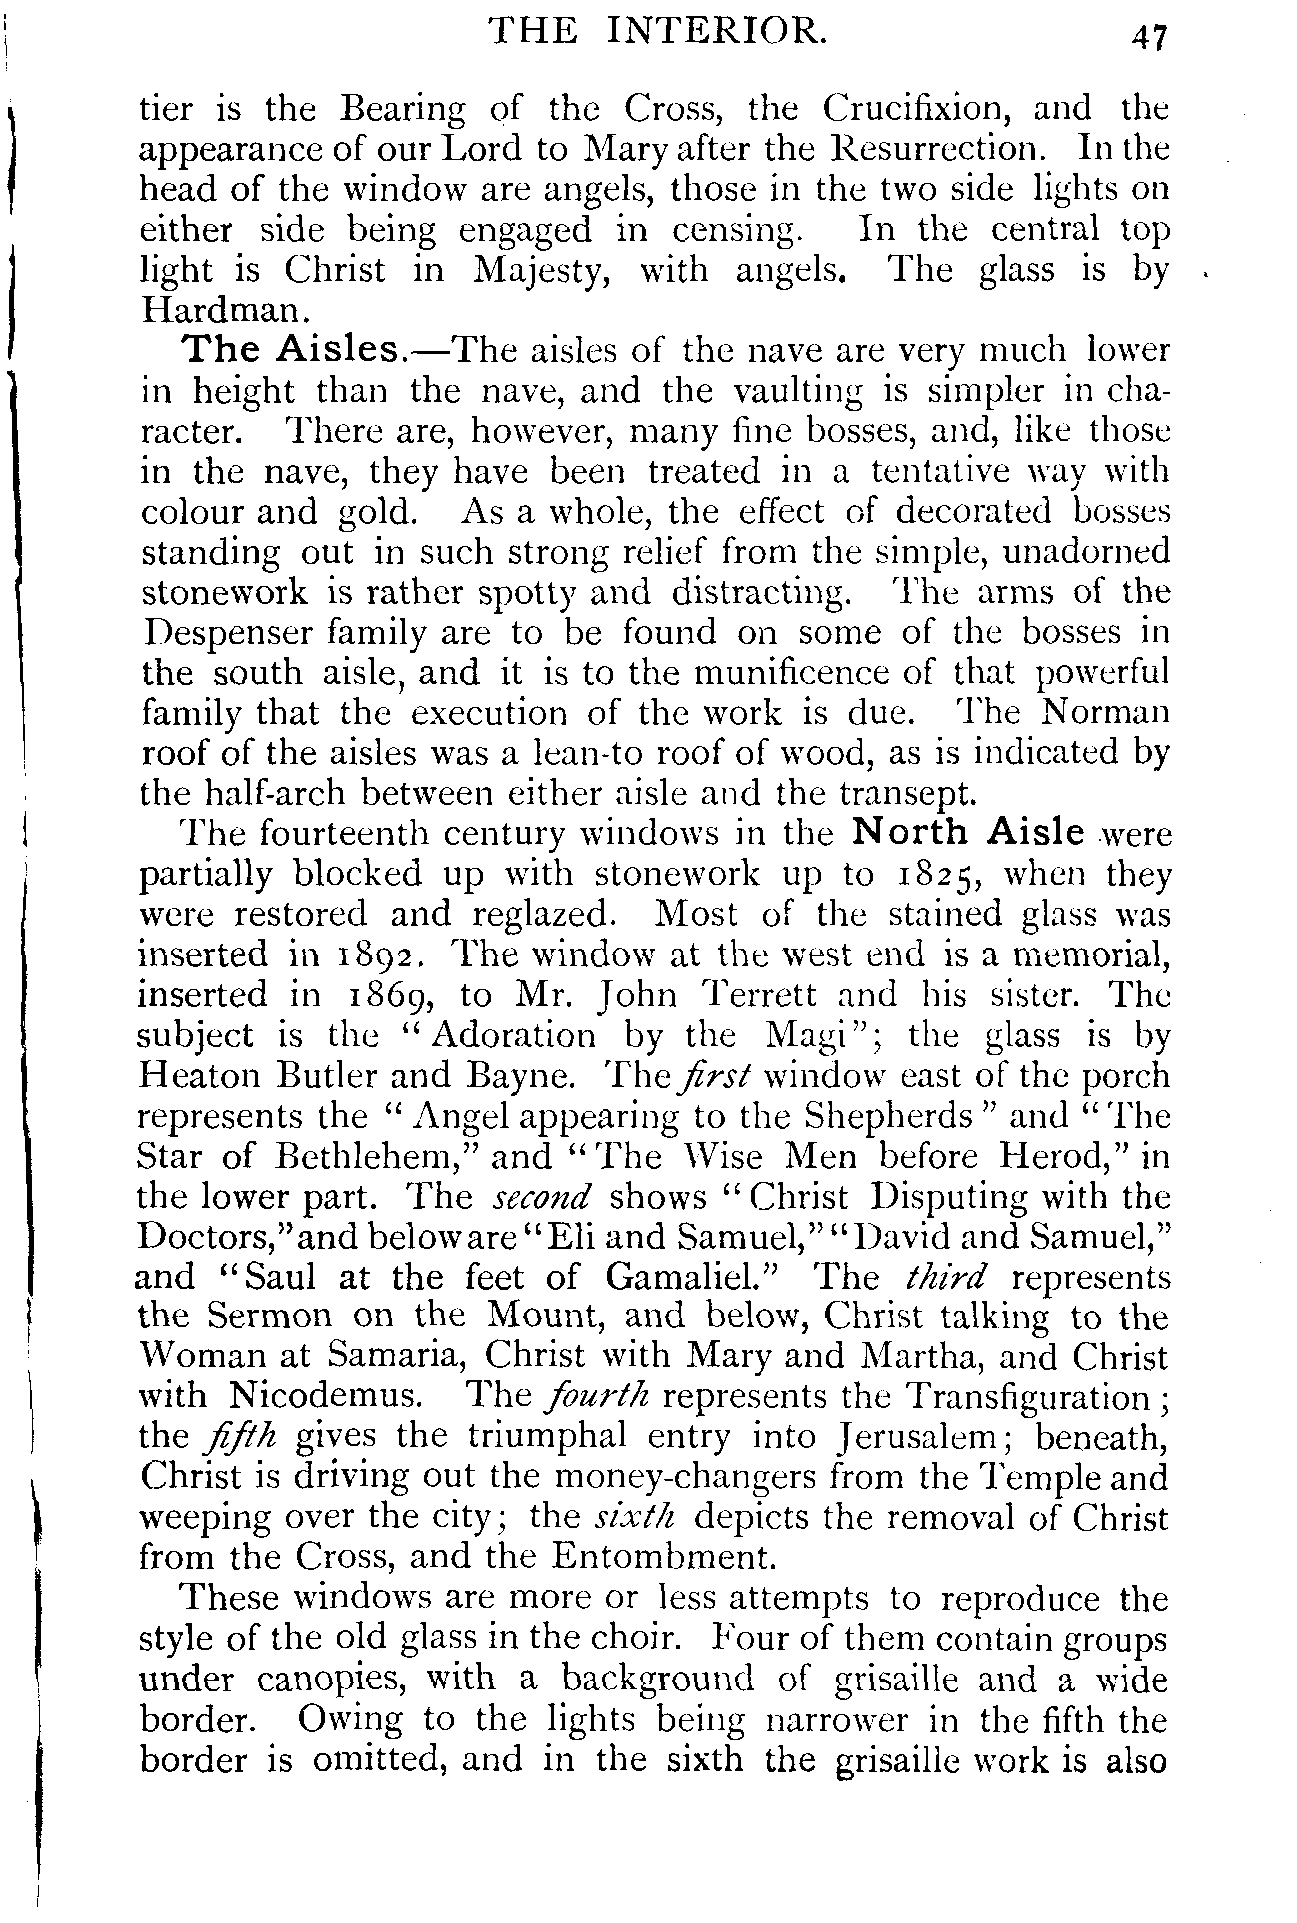 THE INTERIOR. 47
tier is the Bearing of the Cross, the Crucifixion, and the
appearance of our Lord to Mary after the Resurrection. In the
head of the window are angels, those in the two side lights on
either side being engaged in censing. In the central top
light is Christ in Majesty, with angels. The glass is by
Hardman.
The Aisles.—The aisles of the nave are very much lower
in height than the nave, and the vaulting is simpler in cha-
racter. There are, however, many fine bosses, and, like those
in the nave, they have been treated in a tentative way with
colour and gold. As a whole, the effect of decorated bosses
standing out in such strong relief from the simple, unadorned
stonework is rather spotty and distracting. The arms of the
Despenser family are to be found on some of the bosses in
the south aisle, and it is to the munificence of that powerful
family that the execution of the work is due. The Norman
roof of the aisles was a lean-to roof of wood, as is indicated by
the half-arch between either aisle and the transept.
The fourteenth century windows in the North Aisle were
partially blocked up with stonework up to 1825, when they
were restored and reglazed. Most of the stained glass was
inserted in 1892. The window at the west end is a memorial,
inserted in 1869, to Mr. John Terrett and his sister. The
subject is the "Adoration by the Magi"; the glass is by
Heaton Butler and Bayne. The first window east of the porch
represents the "Angel appearing to the Shepherds" and "The
Star of Bethlehem," and "The Wise Men before Herod," in
the lower part. The second shows "Christ Disputing with the
Doctors," and below are "Eli and Samuel," "David and Samuel,"
and "Saul at the feet of Gamaliel." The third represents
the Sermon on the Mount, and below, Christ talking to the
Woman at Samaria, Christ with Mary and Martha, and Christ
with Nicodemus. The fourth represents the Transfiguration;
the fifth gives the triumphal entry into Jerusalem; beneath,
Christ is driving out the money-changers from the Temple and
weeping over the city; the sixth depicts the removal of Christ
from the Cross, and the Entombment.
These windows are more or less attempts to reproduce the
style of the old glass in the choir. Four of them contain groups
under canopies, with a background of grisaille and a wide
border. Owing to the lights being narrower in the fifth the
border is omitted, and in the sixth the grisaille work is also